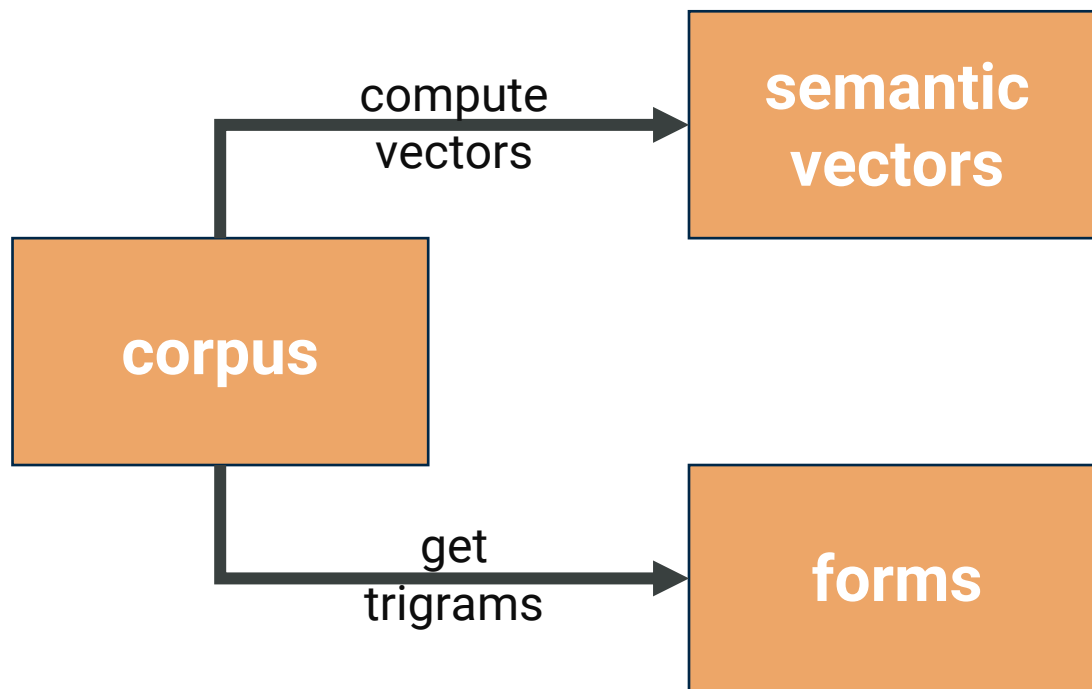 compute
vectors
semantic
vectors
corpus
get
trigrams
forms